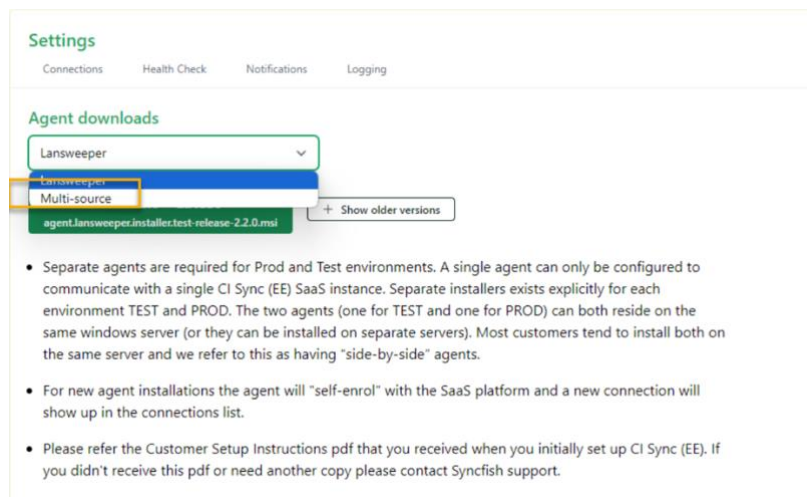 Settings
Connections Health Check Notifications Logging
Agent downloads
Lansweeper
Lansweeper
Multi-source
agent.lansweeper.installer.test-release-2.2.0.msi
+ Show older versions
• Separate agents are required for Prod and Test environments. A single agent can only be configured to
communicate with a single CI Sync (EE) SaaS instance. Separate installers exists explicitly for each
environment TEST and PROD. The two agents (one for TEST and one for PROD) can both reside on the
same windows server (or they can be installed on separate servers). Most customers tend to install both on
the same server and we refer to this as having "side-by-side" agents.
• For new agent installations the agent will "self-enrol" with the SaaS platform and a new connection will
show up in the connections list.
• Please refer the Customer Setup Instructions pdf that you received when you initially set up CI Sync (EE). If
you didn't receive this pdf or need another copy please contact Syncfish support.